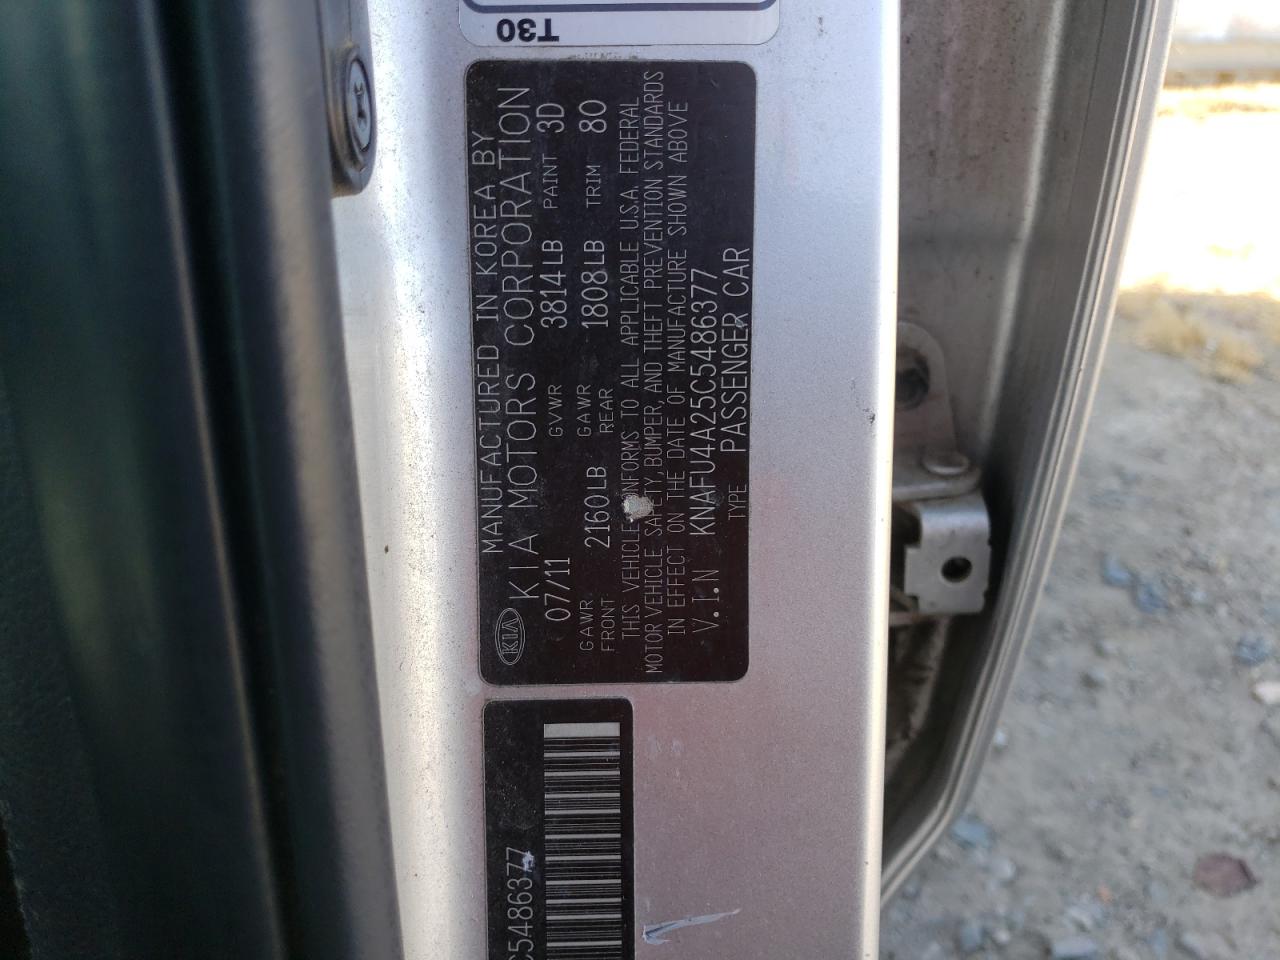 T30
MANUFACTURED IN KOREA BY
KIA KIA MOTORS CORPORATION
07/11 GVWR 3814LB PAINT 3D
GAWR FRONT 2160LB GAWR REAR 1808LB TRIM 80
THIS VEHICLE CONFORMS TO ALL APPLICABLE U.S.A. FEDERAL
MOTOR VEHICLE SAFETY, BUMPER, AND THEFT PREVENTION STANDARDS
IN EFFECT ON THE DATE OF MANUFACTURE SHOWN ABOVE
V.I.N KNAFU4A25C5486377
TYPE PASSENGER CAR
C5486377